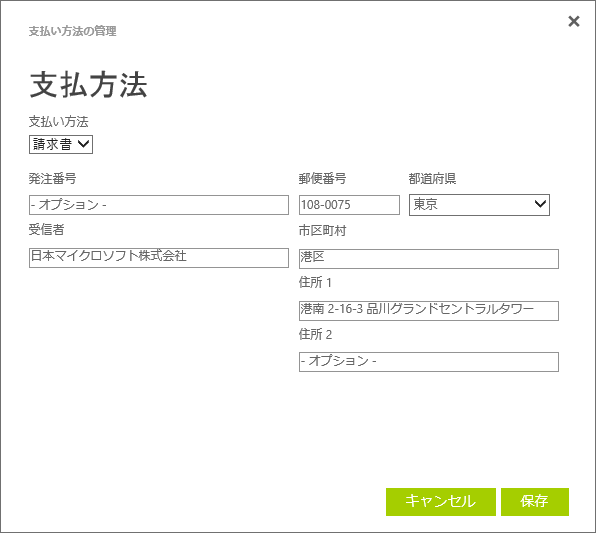 支払い方法の管理
支払方法
支払い方法
請求書
発注番号
- オプション -
受信者
日本マイクロソフト株式会社
郵便番号
都道府県
108-0075
東京
市区町村
港区
住所 1
港南 2-16-3 品川グランドセントラルタワー
住所 2
- オプション -
キャンセル
保存